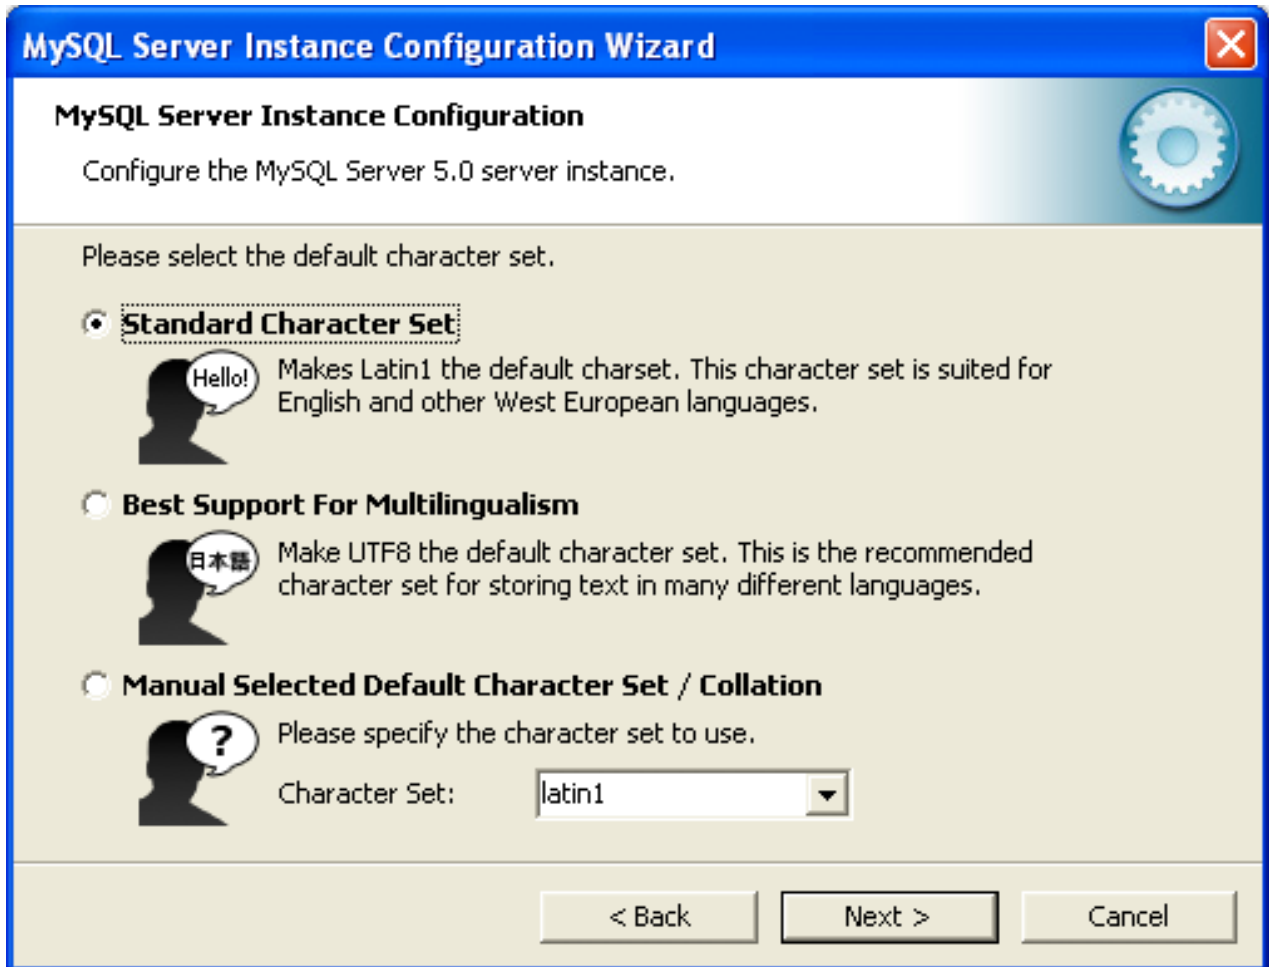 MySQL Server Instance Configuration Wizard
MySQL Server Instance Configuration
Configure the MySQL Server 5.0 server instance.
Please select the default character set.
Standard Character Set
Hello!
Makes Latin1 the default charset. This character set is suited for
English and other West European languages.
Best Support For Multilingualism
日本語
Make UTF8 the default character set. This is the recommended
character set for storing text in many different languages.
Manual Selected Default Character Set / Collation
?
Please specify the character set to use.
Character Set: latin1
< Back Next > Cancel